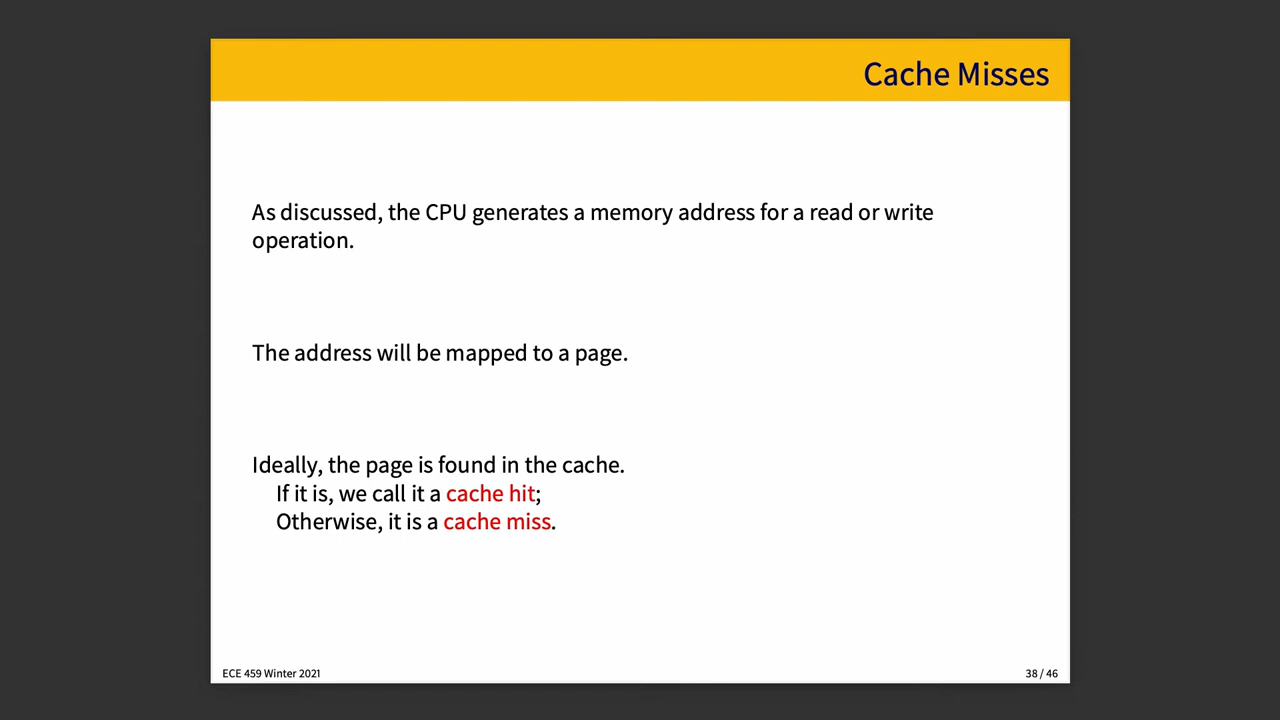 Cache Misses
As discussed, the CPU generates a memory address for a read or write
operation.
The address will be mapped to a page.
Ideally, the page is found in the cache.
If it is, we call it a cache hit;
Otherwise, it is a cache miss.
ECE 459 Winter 2021
38 / 46